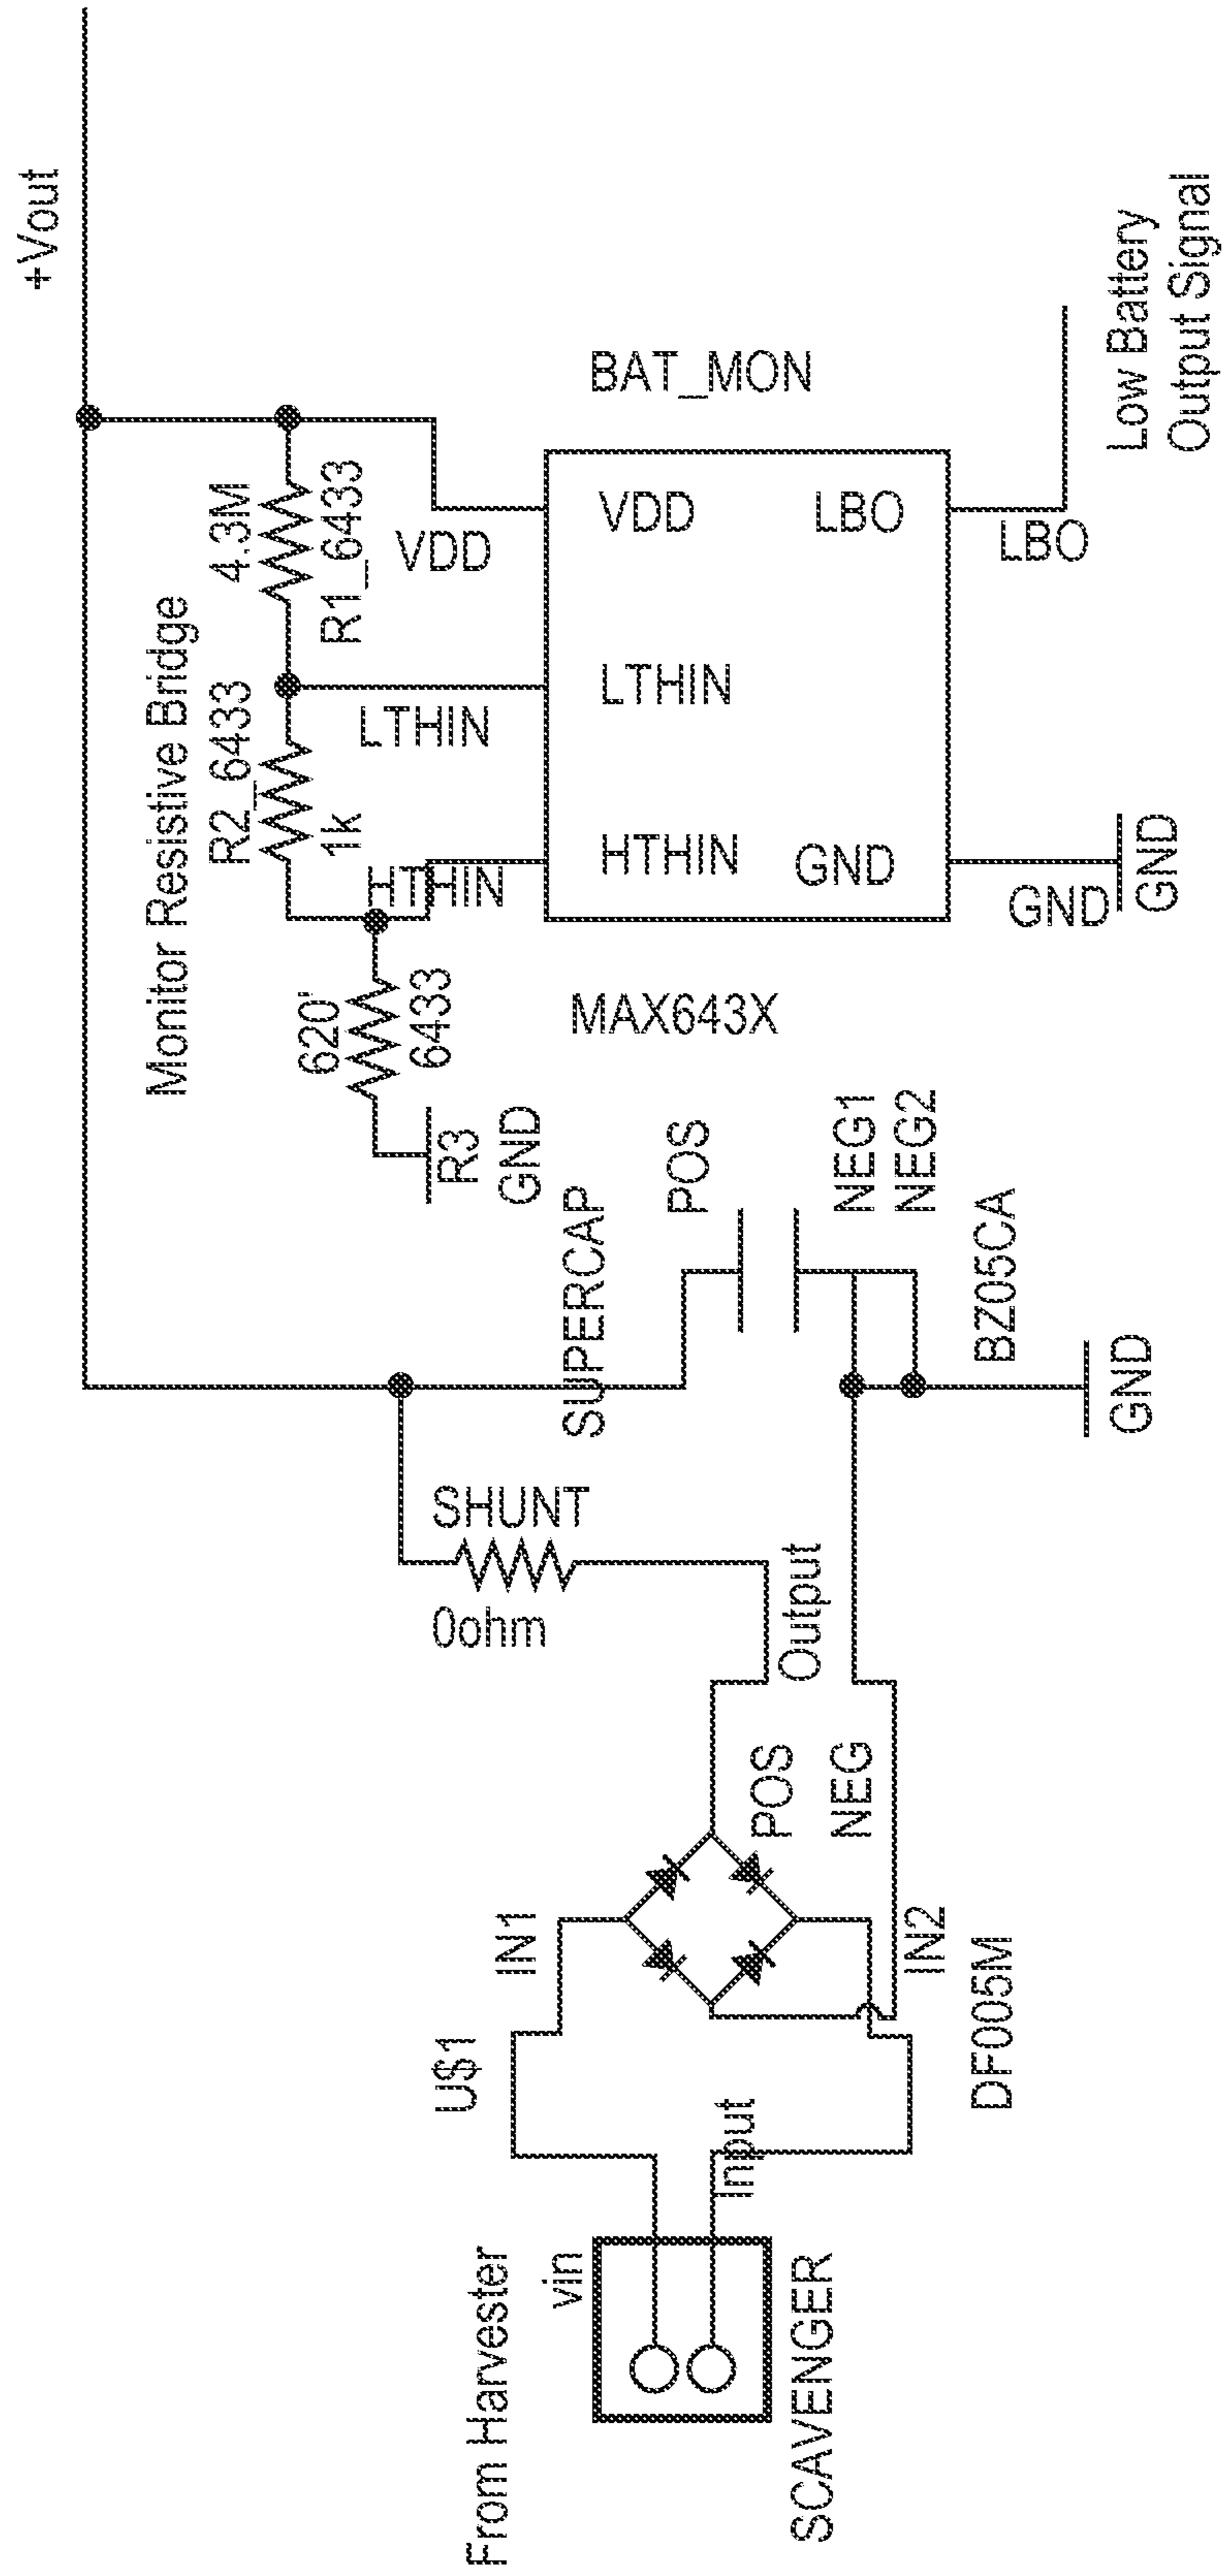 From Harvester
vin
SCAVENGER
Input
U$1
IN1
IN2
DF005M
POS
NEG
Output
SHUNT
0ohm
SUPERCAP
POS
NEG1
NEG2
BZ05CA
GND
+Vout
Monitor Resistive Bridge
R2_6433
1k
4.3M
R1_6433
620'
6433
R3
GND
HTHIN
LTHIN
VDD
BAT_MON
HTHIN
LTHIN
VDD
GND
LBO
MAX643X
GND
GND
LBO
Low Battery
Output Signal